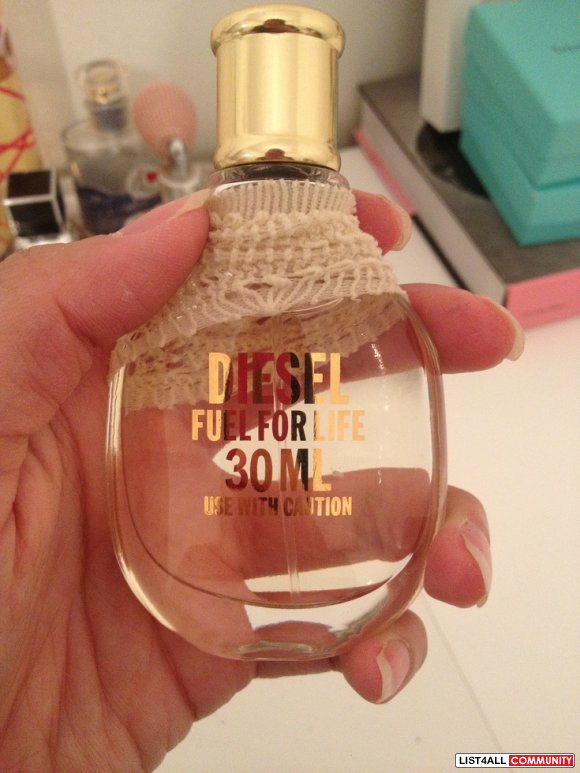 DIESEL
FUEL FOR LIFE
30 ML
USE WITH CAUTION
LIST4ALL COMMUNITY